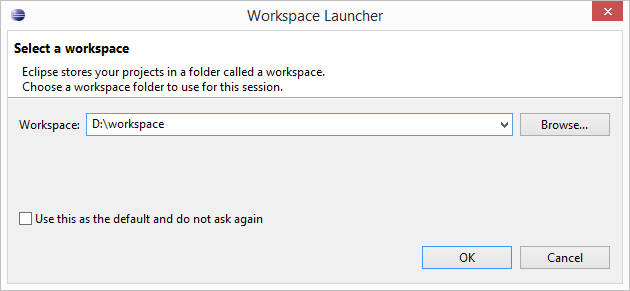 Workspace Launcher
Select a workspace
Eclipse stores your projects in a folder called a workspace.
Choose a workspace folder to use for this session.
Workspace: D:\workspace Browse...
Use this as the default and do not ask again
OK Cancel